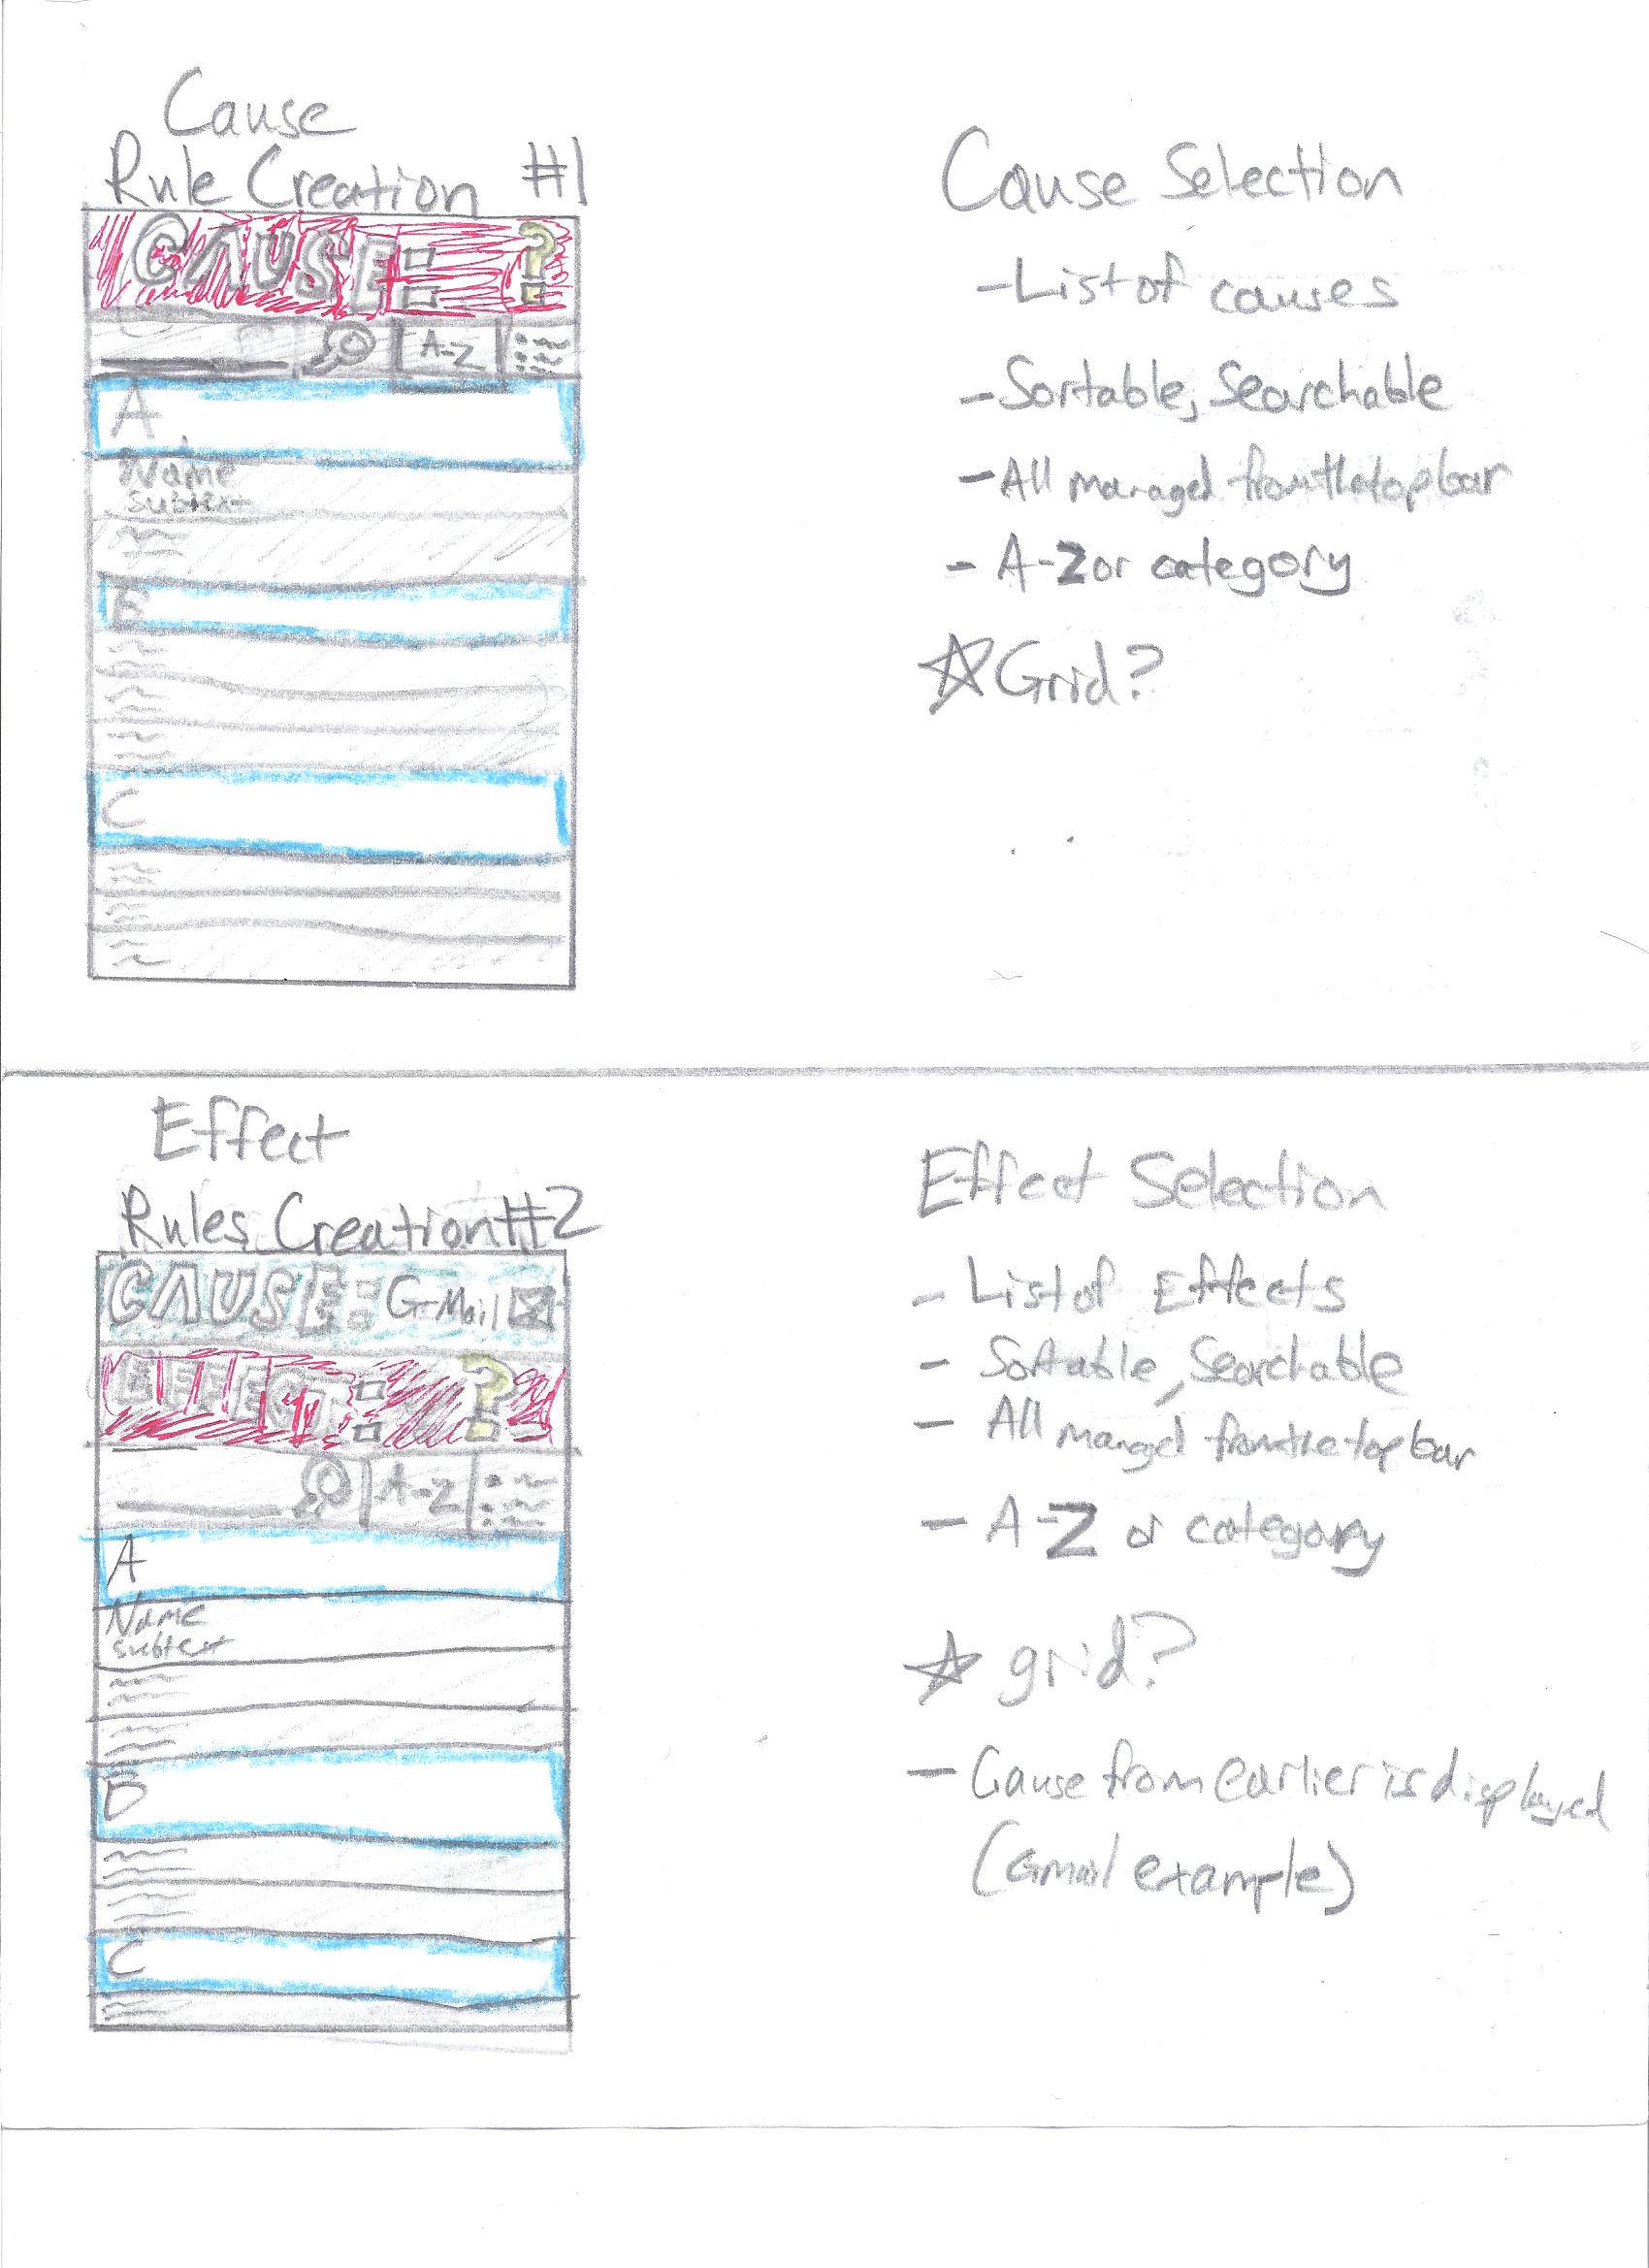 Cause
Rule Creation #1
CAUSE: ?
A-Z
A
Name
Subtext
C
Cause Selection
- List of causes
- Sortable, Searchable
- All managed from the top bar
- A-Z or category
☆ Grid?
Effect
Rules Creation #2
CAUSE: G-Mail
EFFECT: ?
A-Z
A
Name
Subtext
C
Effect Selection
- List of Effects
- Sortable, Searchable
- All manged from the top bar
- A-Z or category
☆ grid?
- Cause from earlier is displayed
(Gmail example)